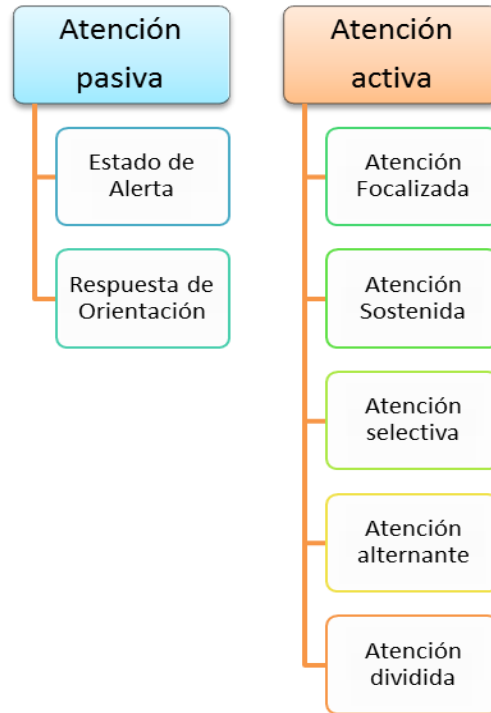 Atención
pasiva
Estado de
Alerta
Respuesta de
Orientación
Atención
activa
Atención
Focalizada
Atención
Sostenida
Atención
selectiva
Atención
alternante
Atención
dividida